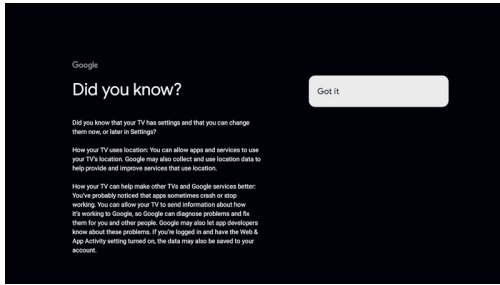 Google
Did you know?
Got it
Did you know that your TV has settings and that you can change
them now, or later in Settings?
How your TV uses location: You can allow apps and services to use
your TV's location. Google may also collect and use location data to
help provide and improve services that use location.
How your TV can help make other TVs and Google services better:
You've probably noticed that apps sometimes crash or stop
working. You can allow your TV to send information about how
it's working to Google, so Google can diagnose problems and fix
them for you and other people. Google may also let app developers
know about these problems. If you're logged in and have the Web &
App Activity setting turned on, the data may also be saved to your
account.